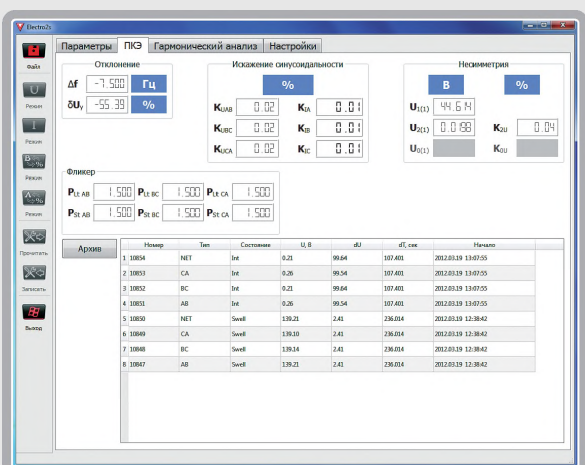 Electro2s
Параметры ПКЭ Гармонический анализ Настройки
Файл
U
Режим
I
Режим
Режим
Режим
Прочитать
Записать
Выход
Отклонение
Δf -7.500 Гц
δUy -55.39 %
Искажение синусоидальности
%
KUAB 0.02 KIA 0.01
KUBC 0.02 KIB 0.01
KUCA 0.02 KIC 0.01
Несимметрия
В %
U1(1) 44.614
U2(1) 0.0188 K2U 0.04
U0(1) K0U
Фликер
PLt AB 1.500 PLt BC 1.500 PLt CA 1.500
PSt AB 1.500 PSt BC 1.500 PSt CA 1.500
Архив
Номер Тип Состояние U, В dU dT, сек Начало
1 10854 NET Int 0.21 99.64 107.401 2012.03.19 13:07:55
2 10853 CA Int 0.26 99.54 107.401 2012.03.19 13:07:55
3 10852 BC Int 0.21 99.64 107.401 2012.03.19 13:07:55
4 10851 AB Int 0.26 99.54 107.401 2012.03.19 13:07:55
5 10850 NET Swell 139.21 2.41 236.014 2012.03.19 12:38:42
6 10849 CA Swell 139.10 2.41 236.014 2012.03.19 12:38:42
7 10848 BC Swell 139.14 2.41 236.014 2012.03.19 12:38:42
8 10847 AB Swell 139.21 2.41 236.014 2012.03.19 12:38:42